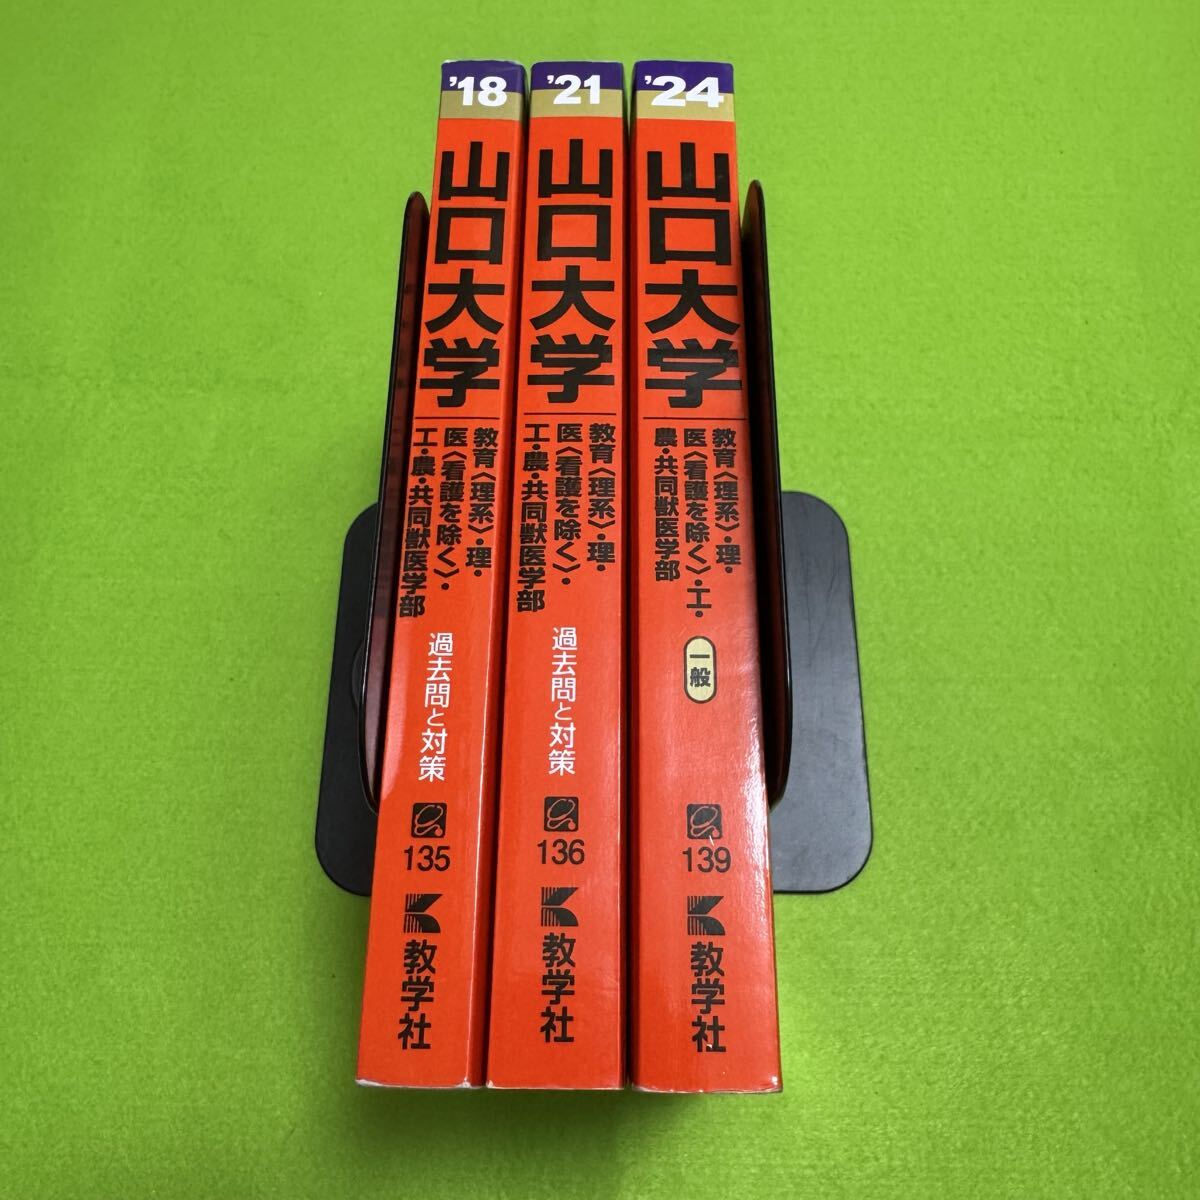 '18
山口大学
教育〈理系〉・理・
医〈看護を除く〉・
工・農・共同獣医学部
過去問と対策
135
教学社
'21
山口大学
教育〈理系〉・理・
医〈看護を除く〉・
工・農・共同獣医学部
過去問と対策
136
教学社
'24
山口大学
教育〈理系〉・理・
医〈看護を除く〉・工・
農・共同獣医学部
一般
139
教学社